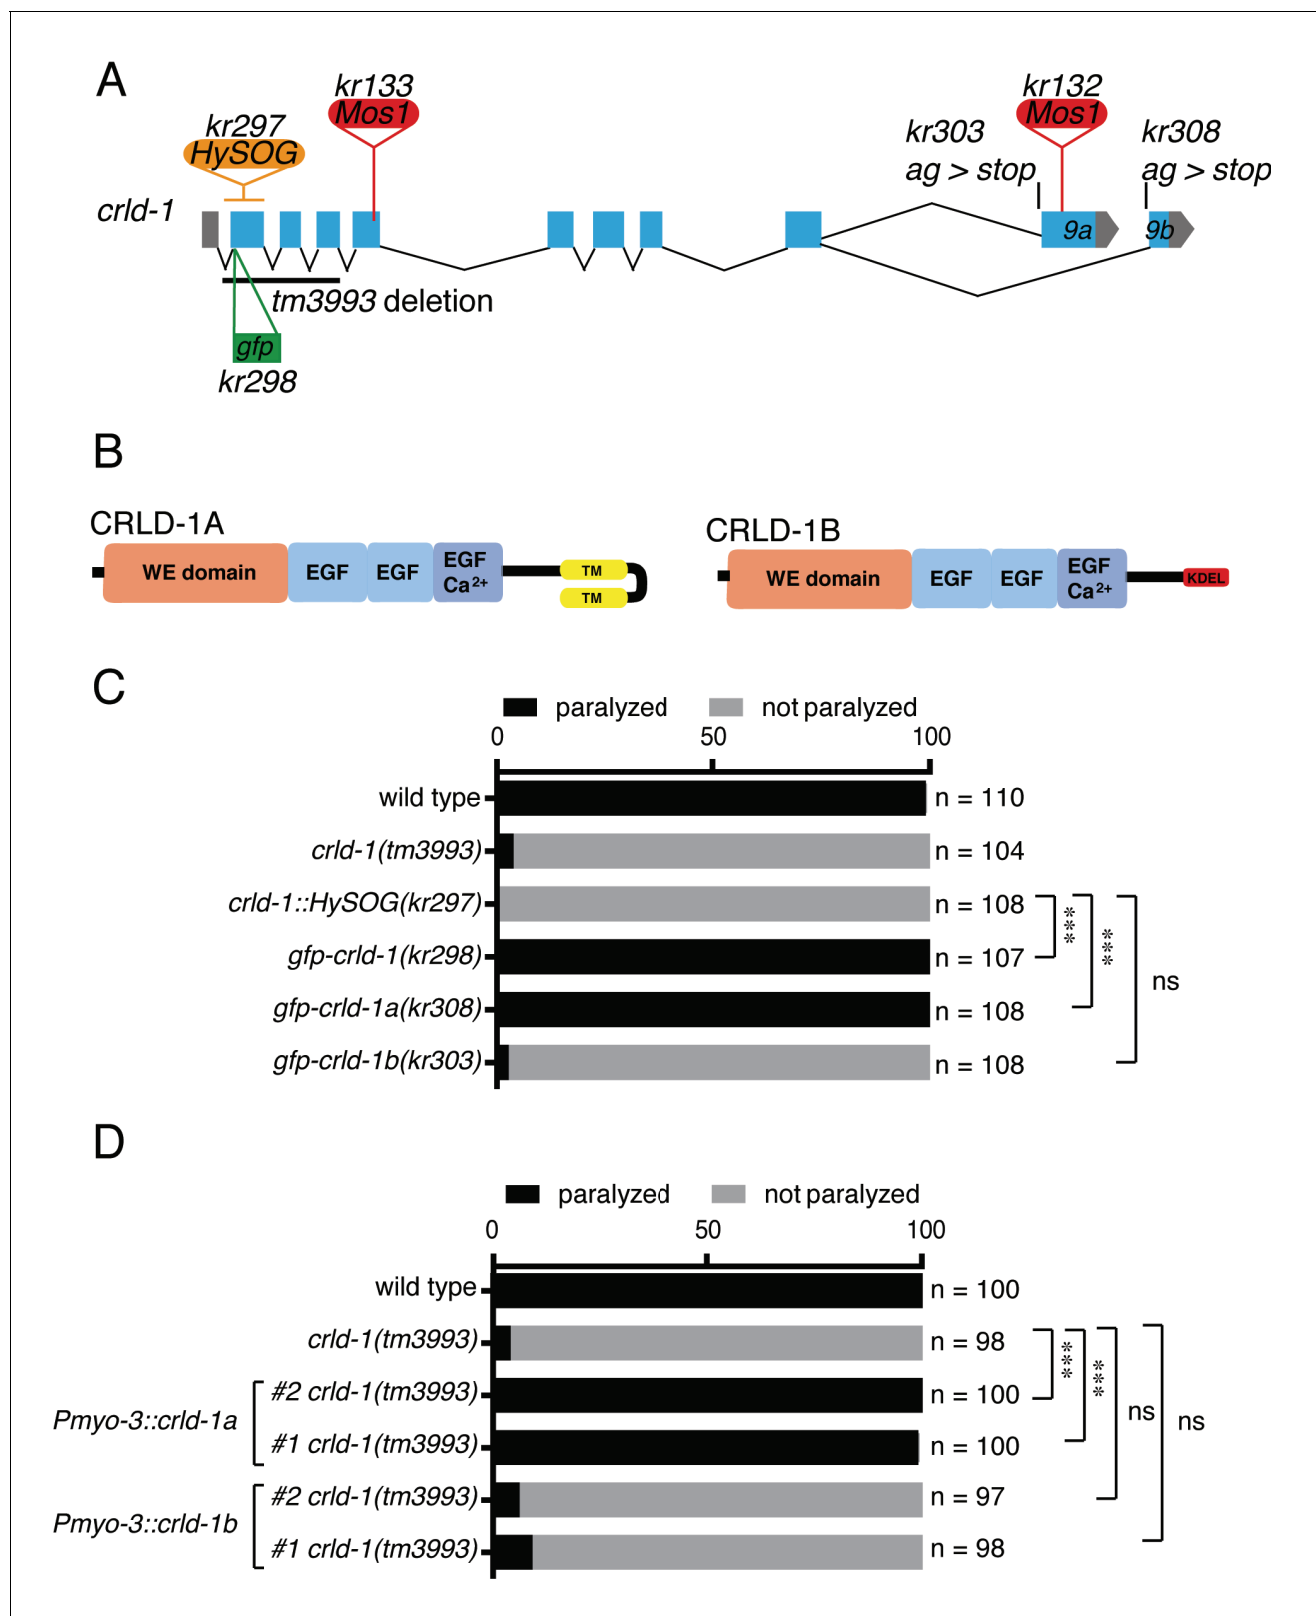 A
kr297
HySOG
kr133
Mos1
kr303
ag > stop
kr132
Mos1
kr308
ag > stop
crld-1
9a
9b
tm3993 deletion
gfp
kr298
B
CRLD-1A
WE domain
EGF
EGF
EGF
Ca²⁺
TM
TM
CRLD-1B
WE domain
EGF
EGF
EGF
Ca²⁺
KDEL
C
paralyzed not paralyzed
0 50 100
wild type n = 110
crld-1(tm3993) n = 104
crld-1::HySOG(kr297) n = 108
gfp-crld-1(kr298) n = 107
gfp-crld-1a(kr308) n = 108
gfp-crld-1b(kr303) n = 108
***
***
ns
D
paralyzed not paralyzed
0 50 100
wild type n = 100
crld-1(tm3993) n = 98
Pmyo-3::crld-1a
#2 crld-1(tm3993) n = 100
#1 crld-1(tm3993) n = 100
Pmyo-3::crld-1b
#2 crld-1(tm3993) n = 97
#1 crld-1(tm3993) n = 98
***
***
ns
ns